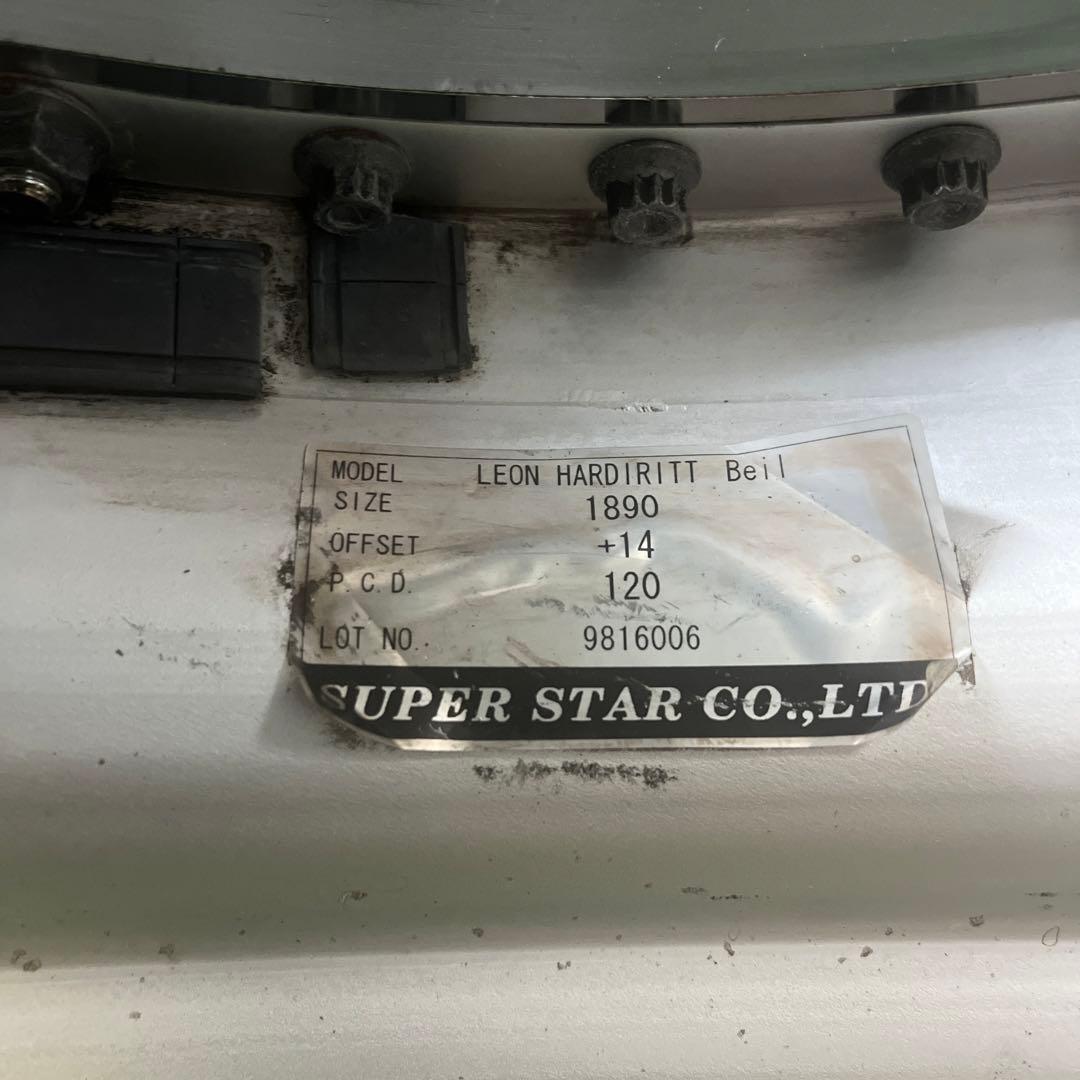 MODEL LEON HARDIRITT Beil
SIZE 1890
OFFSET +14
P.C.D. 120
LOT NO. 9816006
SUPER STAR CO.,LTD